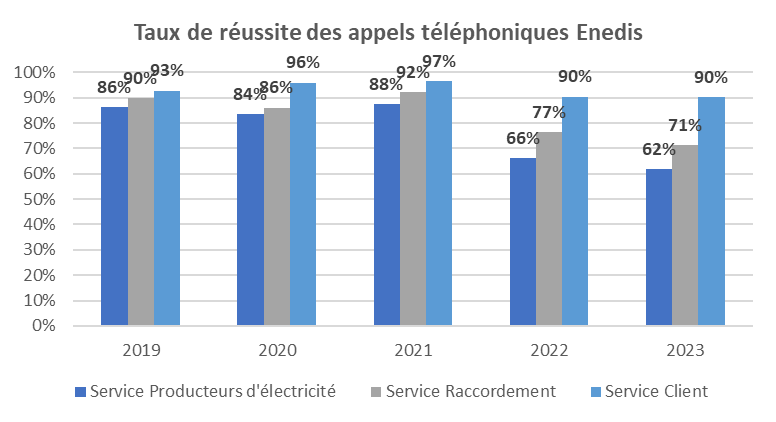 Taux de réussite des appels téléphoniques Enedis
100%
90%
80%
70%
60%
50%
40%
30%
20%
10%
0%
86% 90% 93%
84% 86% 96%
88% 92% 97%
66% 77% 90%
62% 71% 90%
2019 2020 2021 2022 2023
Service Producteurs d'électricité Service Raccordement Service Client